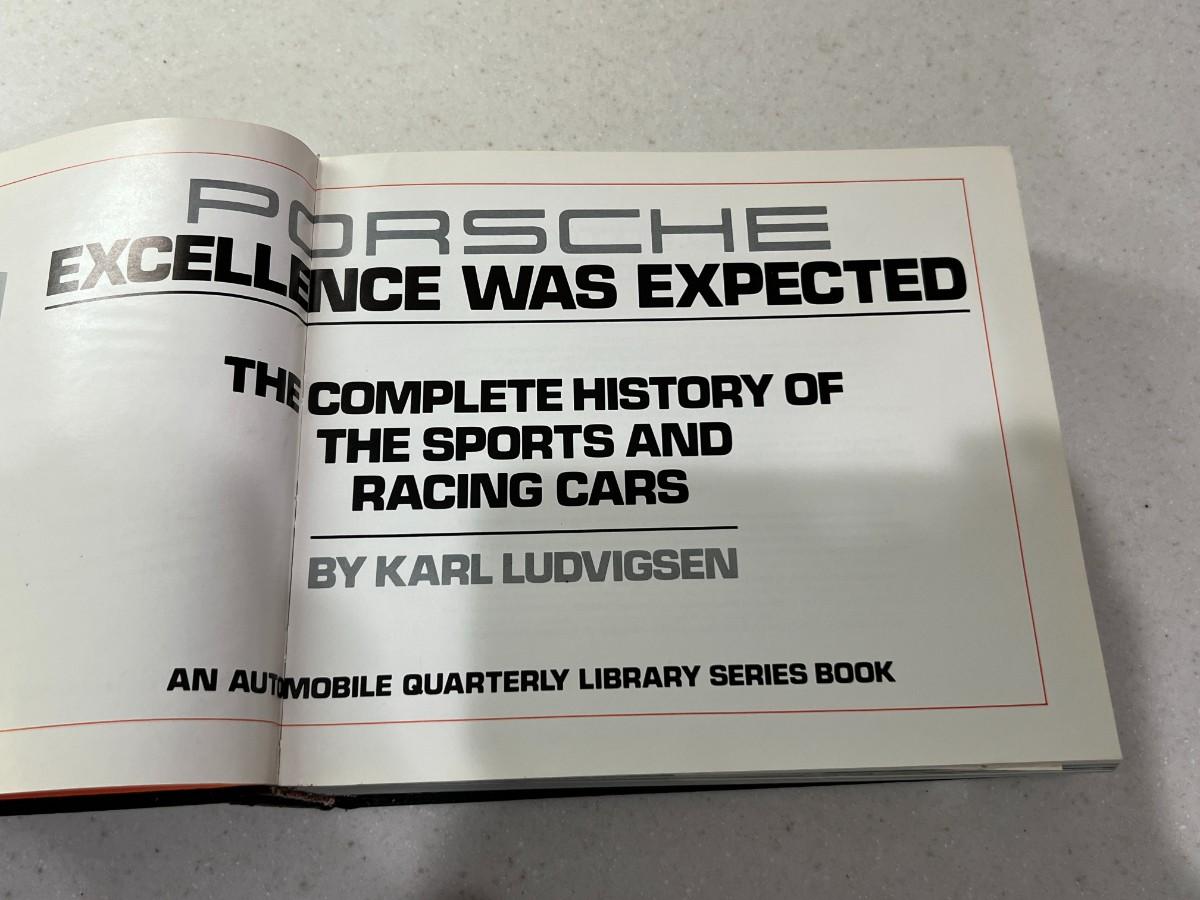 PORSCHE
EXCELLENCE WAS EXPECTED
THE COMPLETE HISTORY OF
THE SPORTS AND
RACING CARS
BY KARL LUDVIGSEN
AN AUTOMOBILE QUARTERLY LIBRARY SERIES BOOK